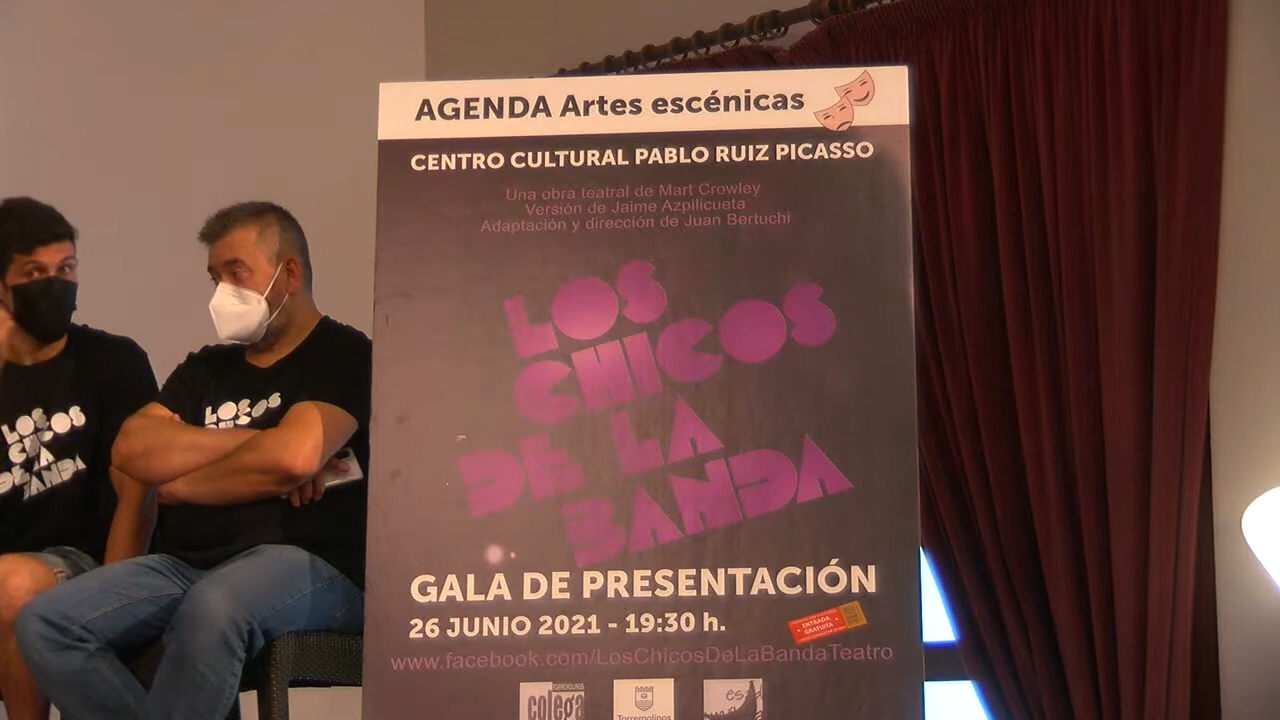 AGENDA Artes escénicas
CENTRO CULTURAL PABLO RUIZ PICASSO
Una obra teatral de Mart Crowley
Versión de Jaime Azpilicueta
Adaptación y dirección de Juan Bertuchi
LOS
CHICOS
DE LA
BANDA
GALA DE PRESENTACIÓN
26 JUNIO 2021 - 19:30 h.
ENTRADA
GRATUITA
www.facebook.com/LosChicosDeLaBandaTeatro
TORREMOLINOS
colega
Torremolinos
LOS
CHICOS
DE LA
BANDA
LOS
CHICOS